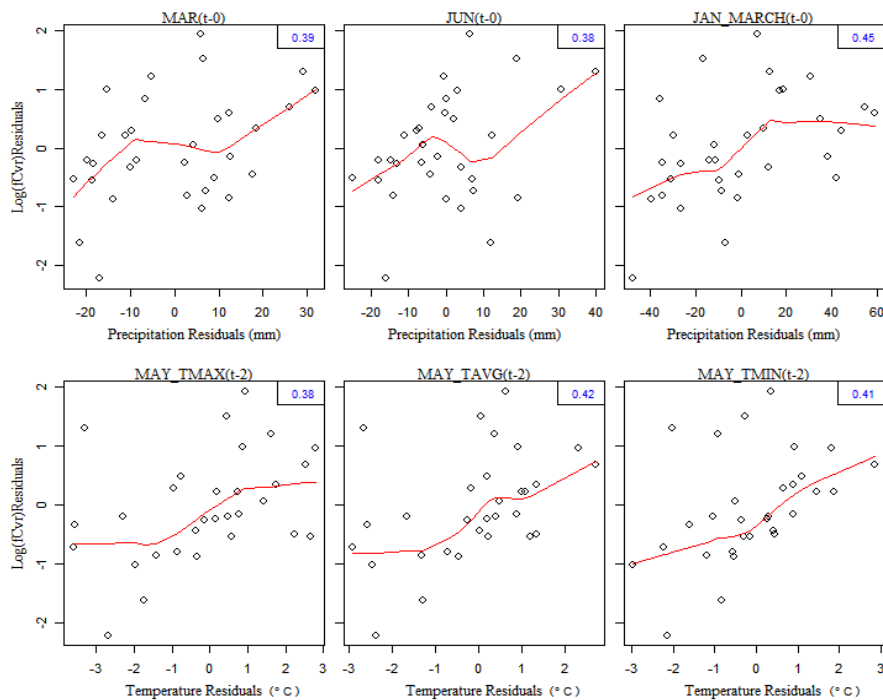 MAR(t-0) JUN(t-0) JAN_MARCH(t-0)
0.39 0.38 0.45
Log(fCvr)Residuals
2
1
0
-1
-2
-20 -10 0 10 20 30
-20 -10 0 10 20 30 40
-40 -20 0 20 40 60
Precipitation Residuals (mm) Precipitation Residuals (mm) Precipitation Residuals (mm)
MAY_TMAX(t-2) MAY_TAVG(t-2) MAY_TMIN(t-2)
0.38 0.42 0.41
Log(fCvr)Residuals
2
1
0
-1
-2
-3 -2 -1 0 1 2 3
-3 -2 -1 0 1 2
-3 -2 -1 0 1 2 3
Temperature Residuals (° C) Temperature Residuals (° C) Temperature Residuals (° C)